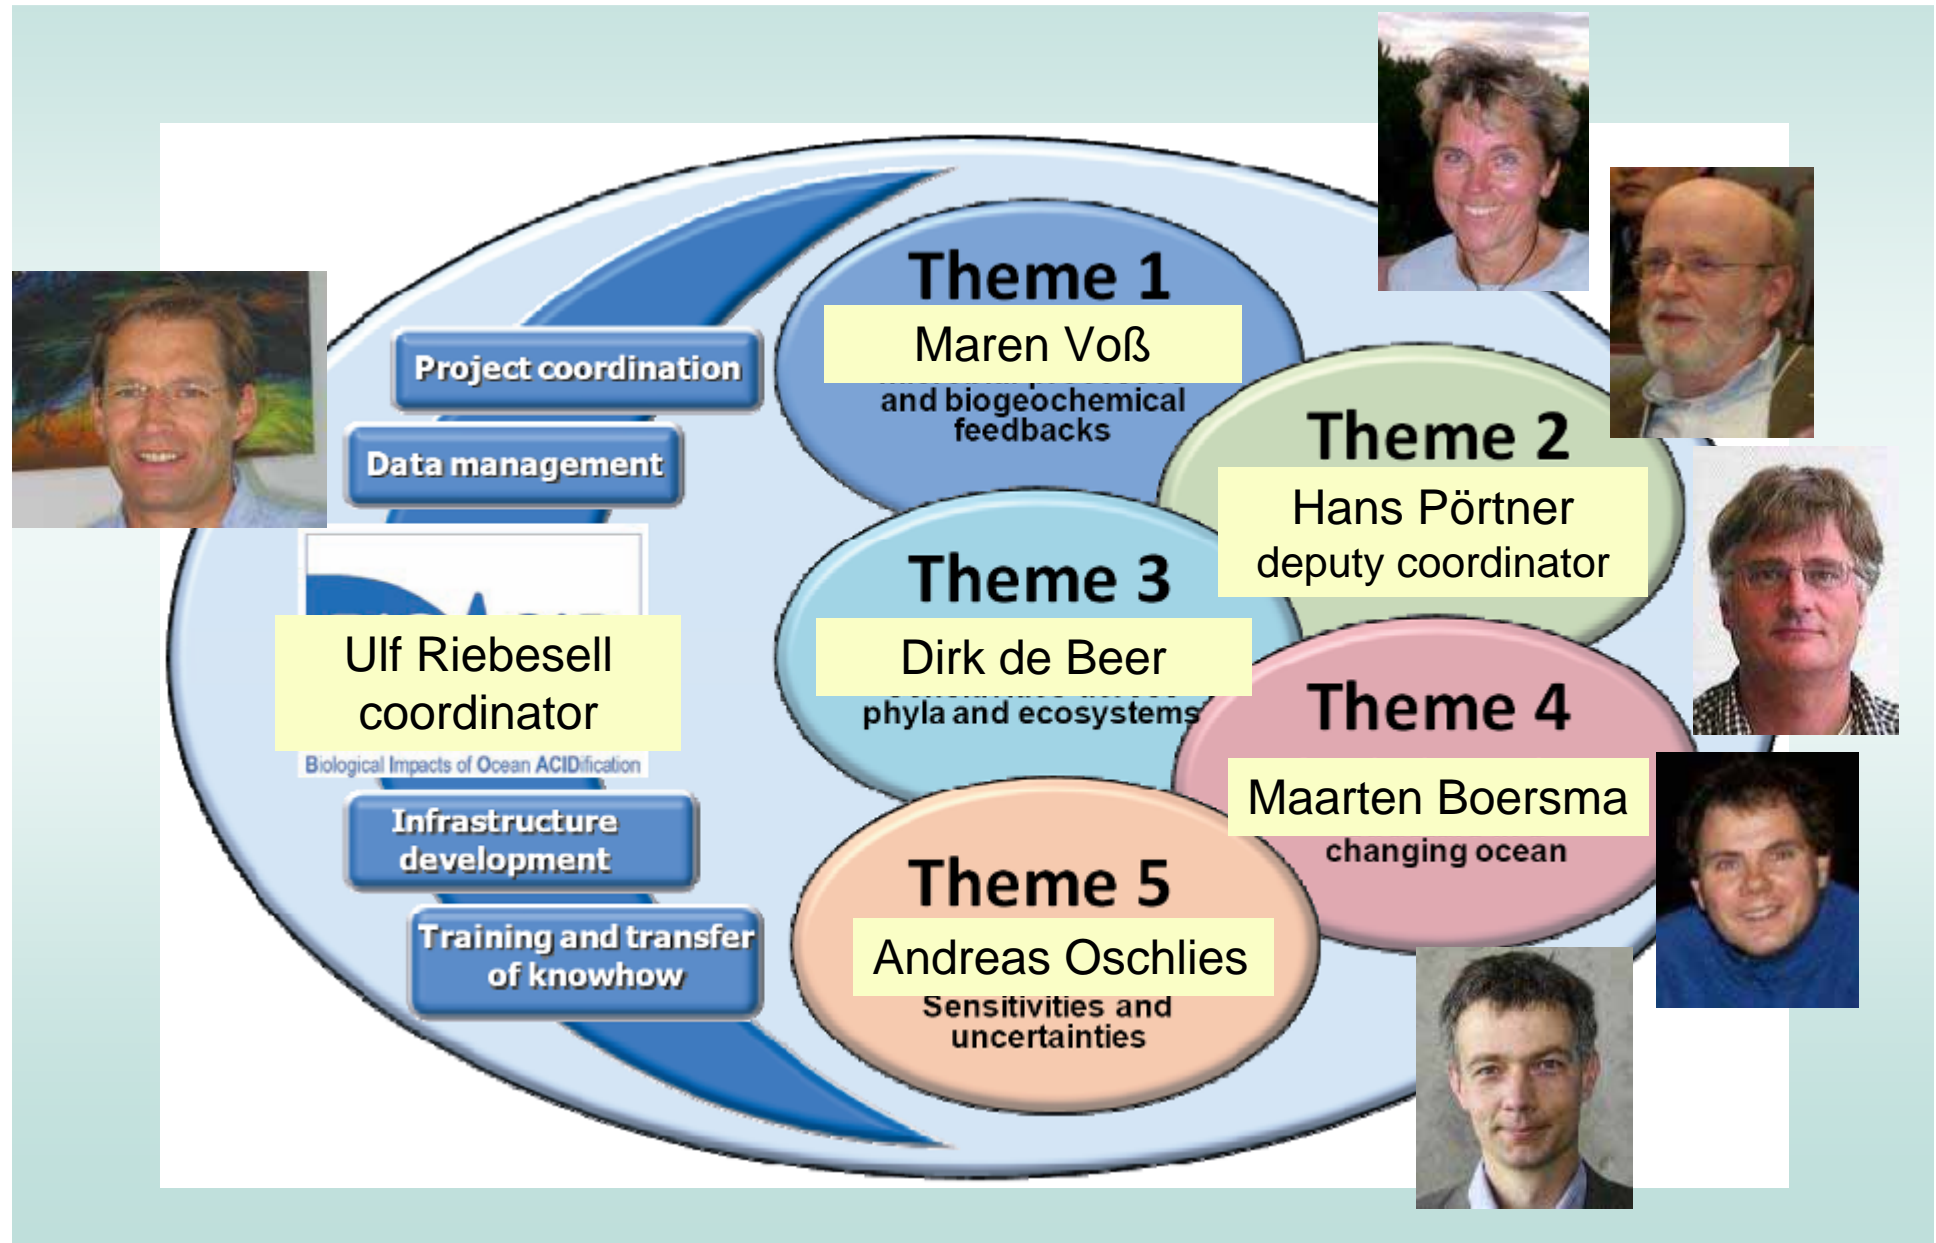 Project coordination
Data management
Ulf Riebesell
coordinator
Biological Impacts of Ocean ACIDification
Infrastructure
development
Training and transfer
of knowhow
Theme 1
Maren Voß
and biogeochemical
feedbacks
Theme 2
Hans Pörtner
deputy coordinator
Theme 3
Dirk de Beer
phyla and ecosystems
Theme 4
Maarten Boersma
changing ocean
Theme 5
Andreas Oschlies
Sensitivities and
uncertainties